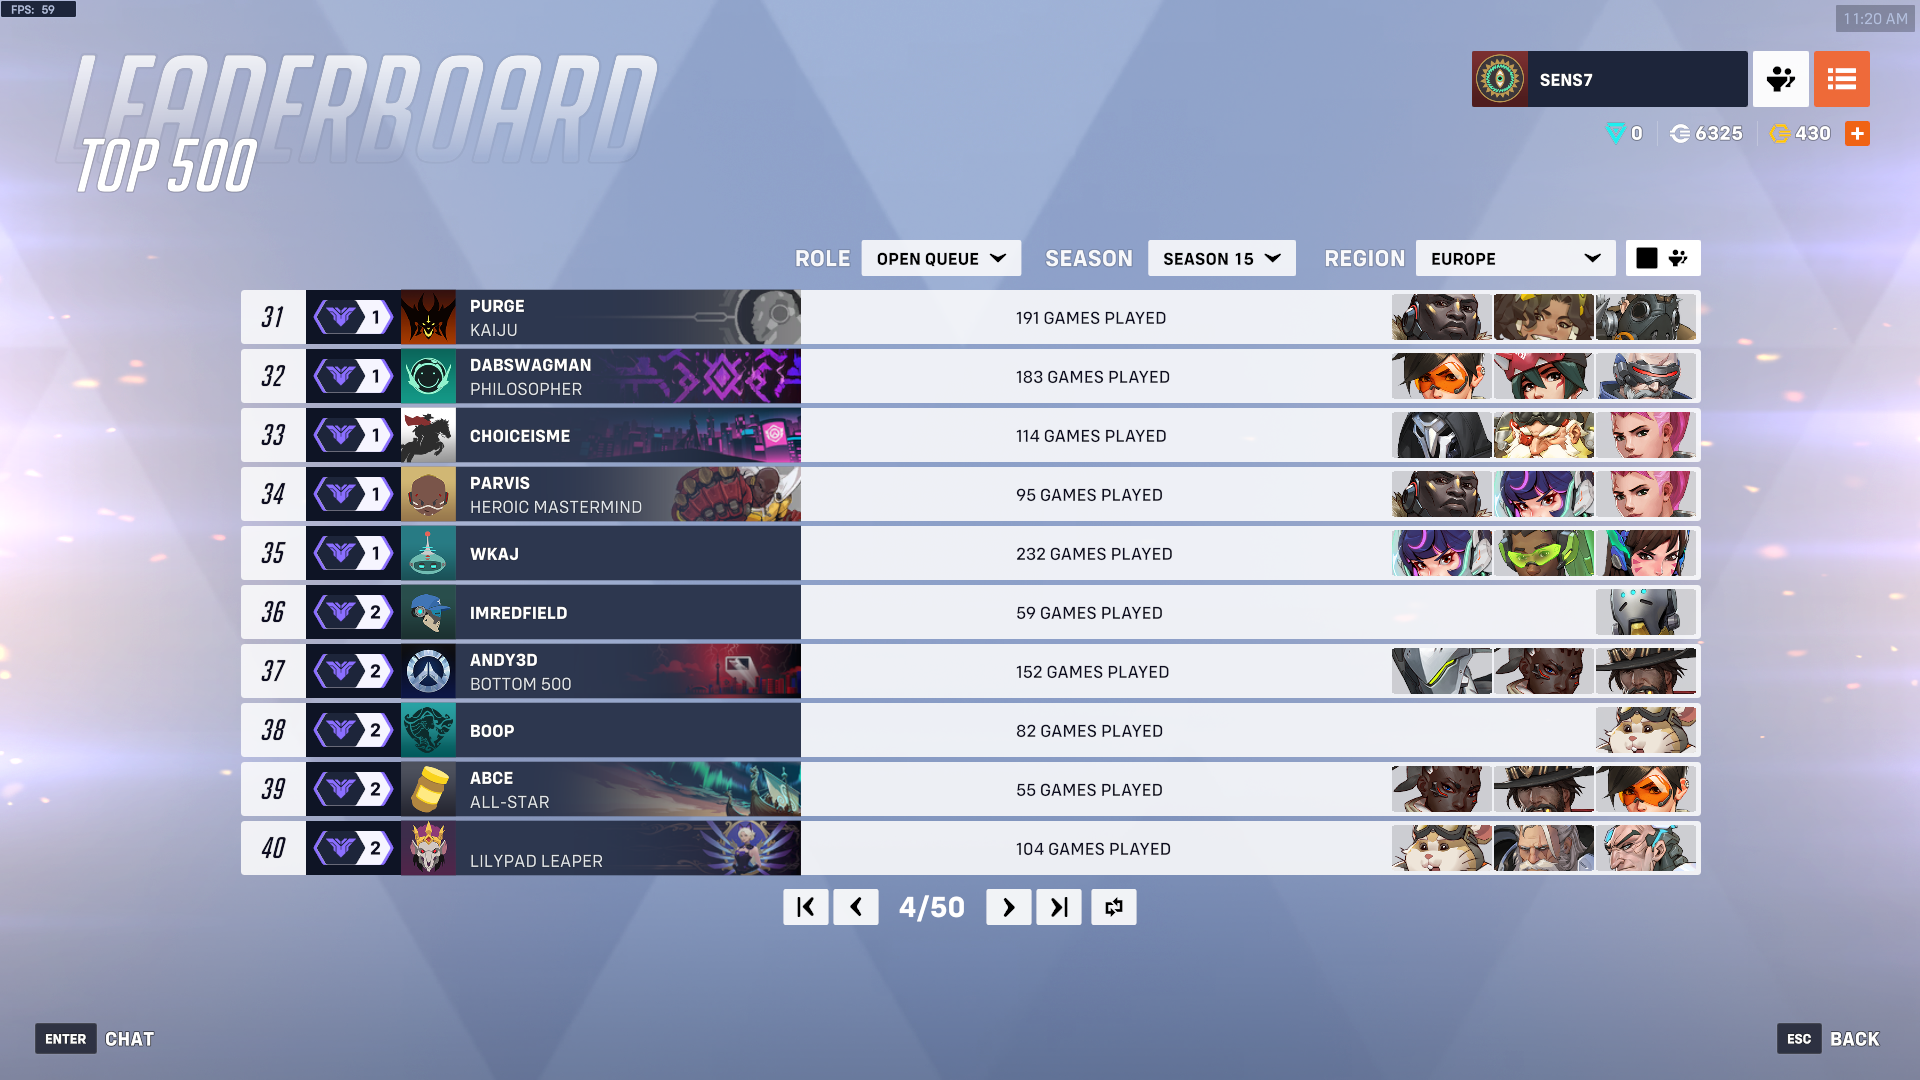 FPS: 59
11:20 AM
LEADERBOARD
TOP 500
SENS7
0 6325 430
ROLE OPEN QUEUE SEASON SEASON 15 REGION EUROPE
31 1 PURGE 191 GAMES PLAYED
KAIJU
32 1 DABSWAGMAN 183 GAMES PLAYED
PHILOSOPHER
33 1 CHOICEISME 114 GAMES PLAYED
34 1 PARVIS 95 GAMES PLAYED
HEROIC MASTERMIND
35 1 WKAJ 232 GAMES PLAYED
36 2 IMREDFIELD 59 GAMES PLAYED
37 2 ANDY3D 152 GAMES PLAYED
BOTTOM 500
38 2 BOOP 82 GAMES PLAYED
39 2 ABCE 55 GAMES PLAYED
ALL-STAR
40 2 104 GAMES PLAYED
LILYPAD LEAPER
4/50
ENTER CHAT
ESC BACK